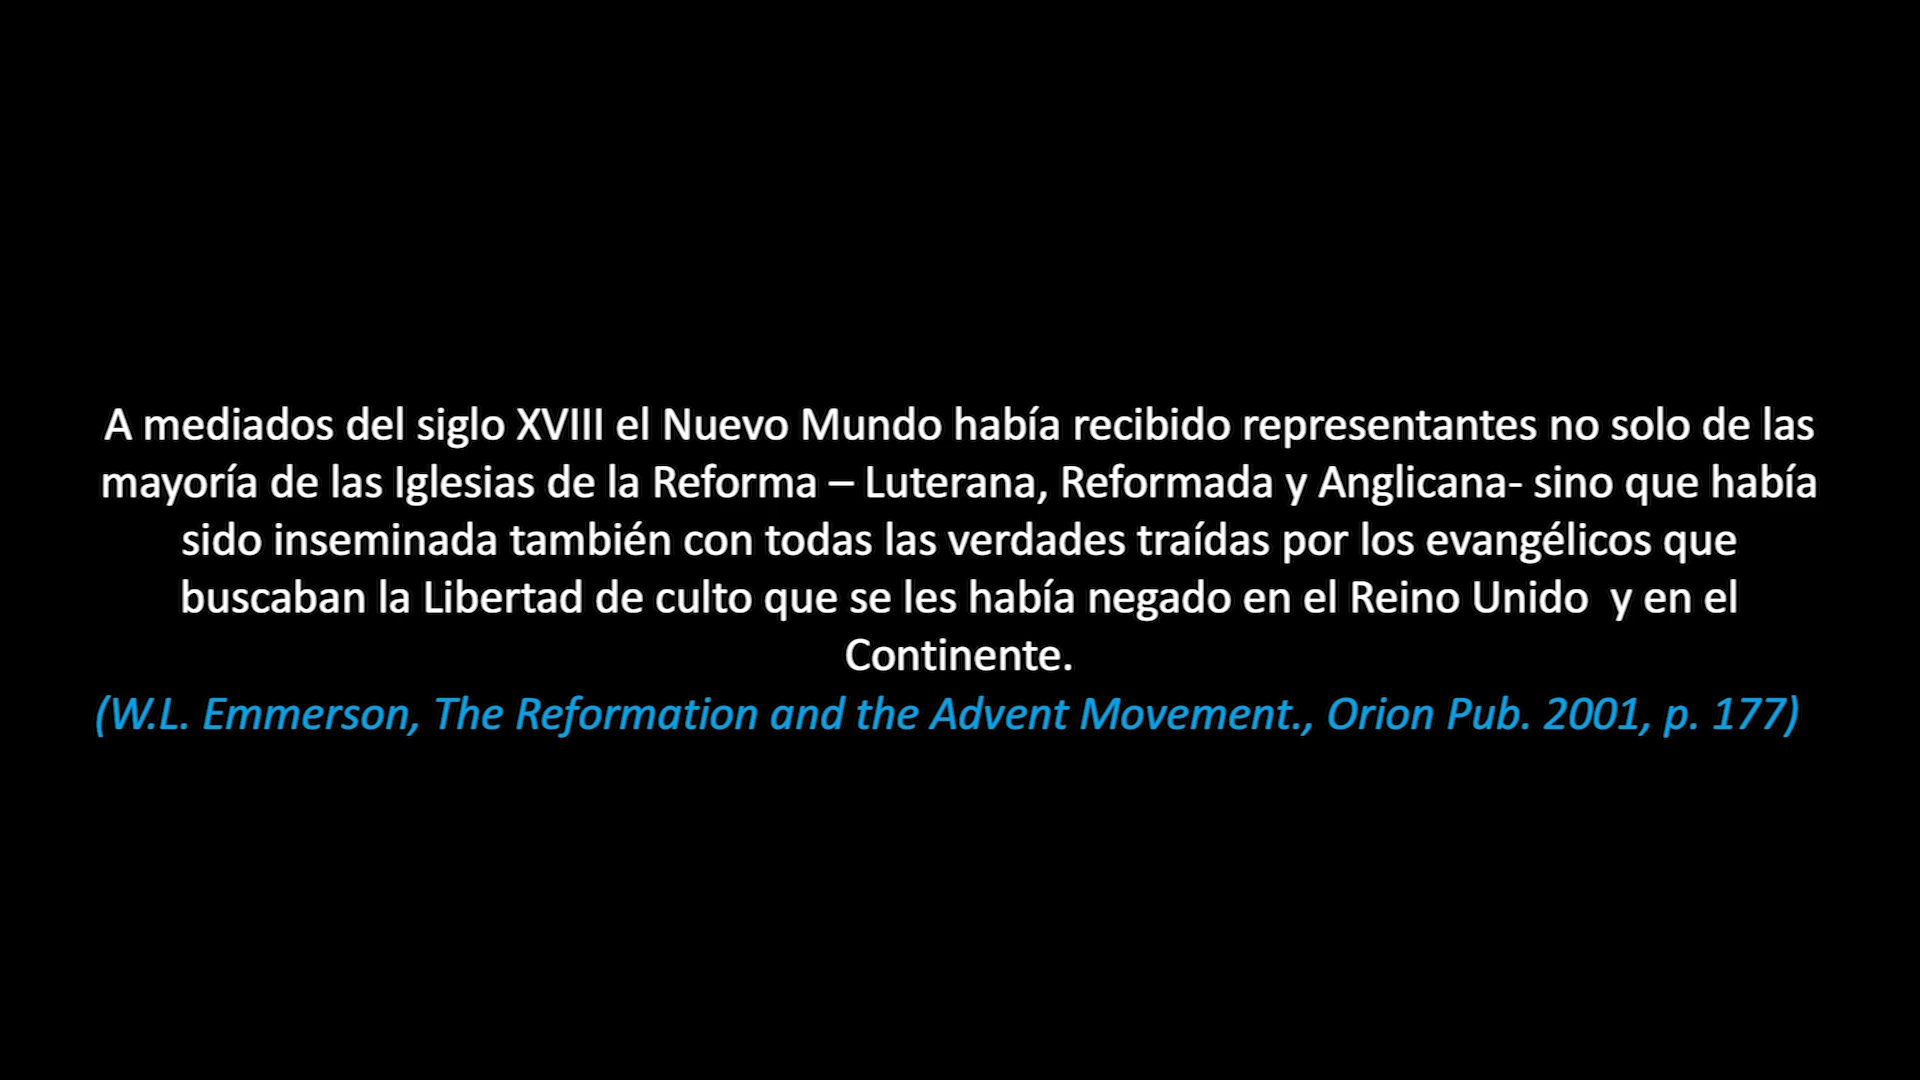 A mediados del siglo XVIII el Nuevo Mundo había recibido representantes no solo de las
mayoría de las Iglesias de la Reforma – Luterana, Reformada y Anglicana- sino que había
sido inseminada también con todas las verdades traídas por los evangélicos que
buscaban la Libertad de culto que se les había negado en el Reino Unido  y en el
Continente.
(W.L. Emmerson, The Reformation and the Advent Movement., Orion Pub. 2001, p. 177)